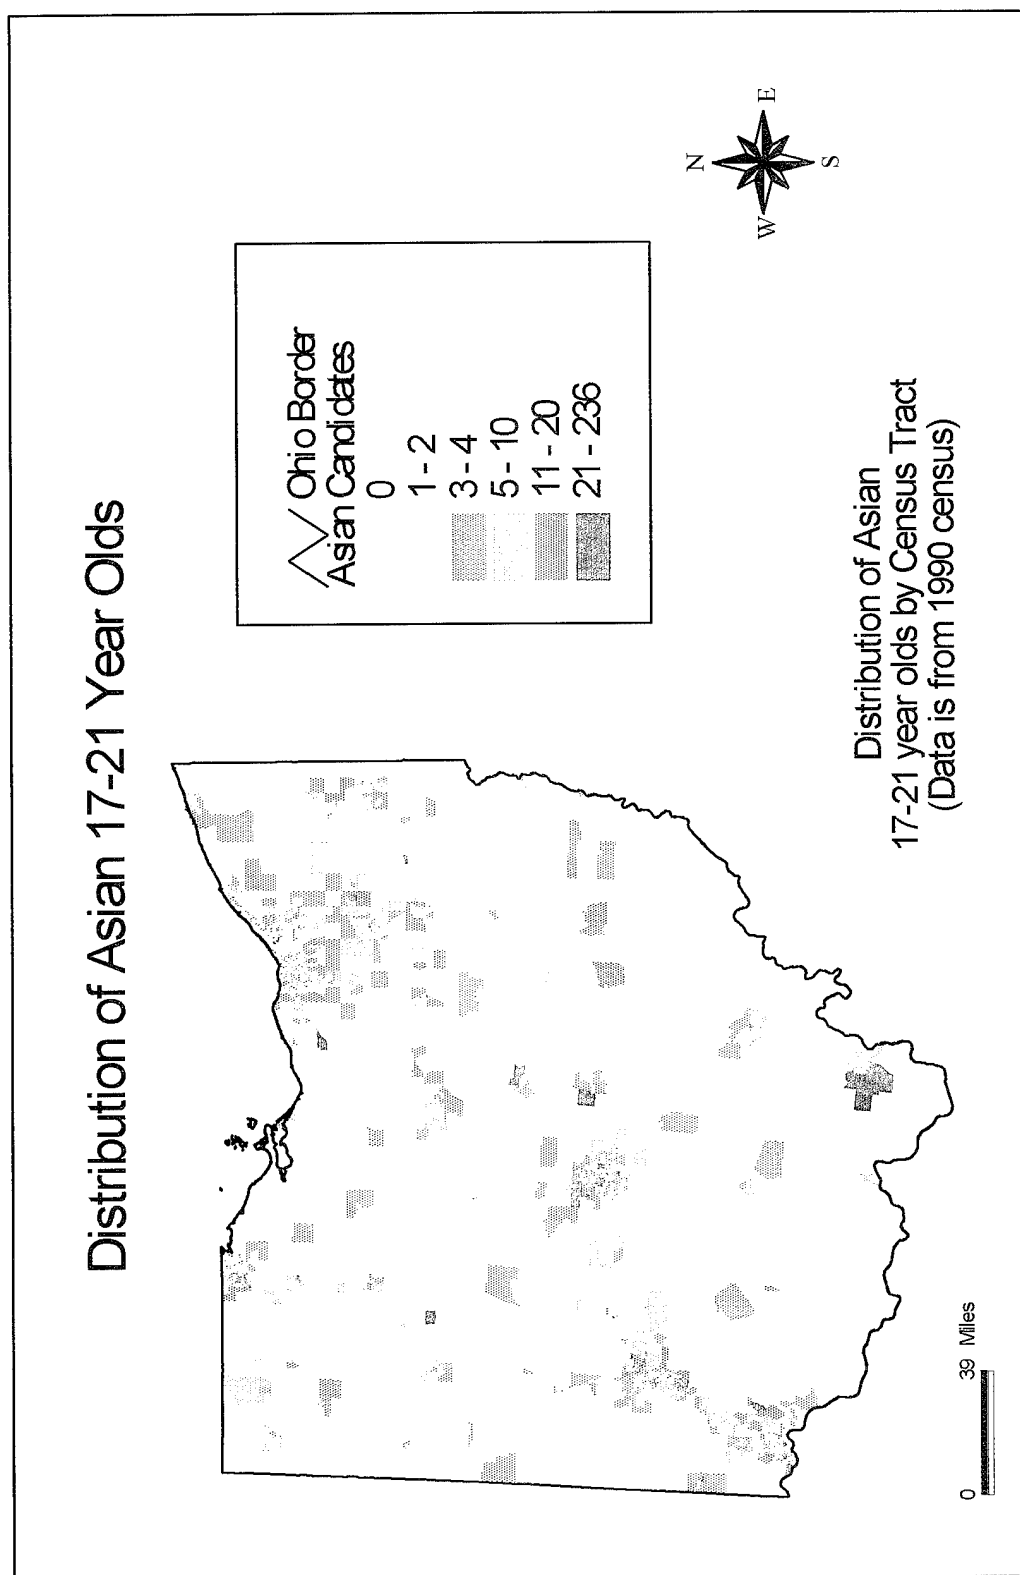 Distribution of Asian 17-21 Year Olds
Ohio Border
Asian Candidates
0
1 - 2
3 - 4
5 - 10
11 - 20
21 - 236
N
W
E
S
Distribution of Asian
17-21 year olds by Census Tract
(Data is from 1990 census)
0
39 Miles